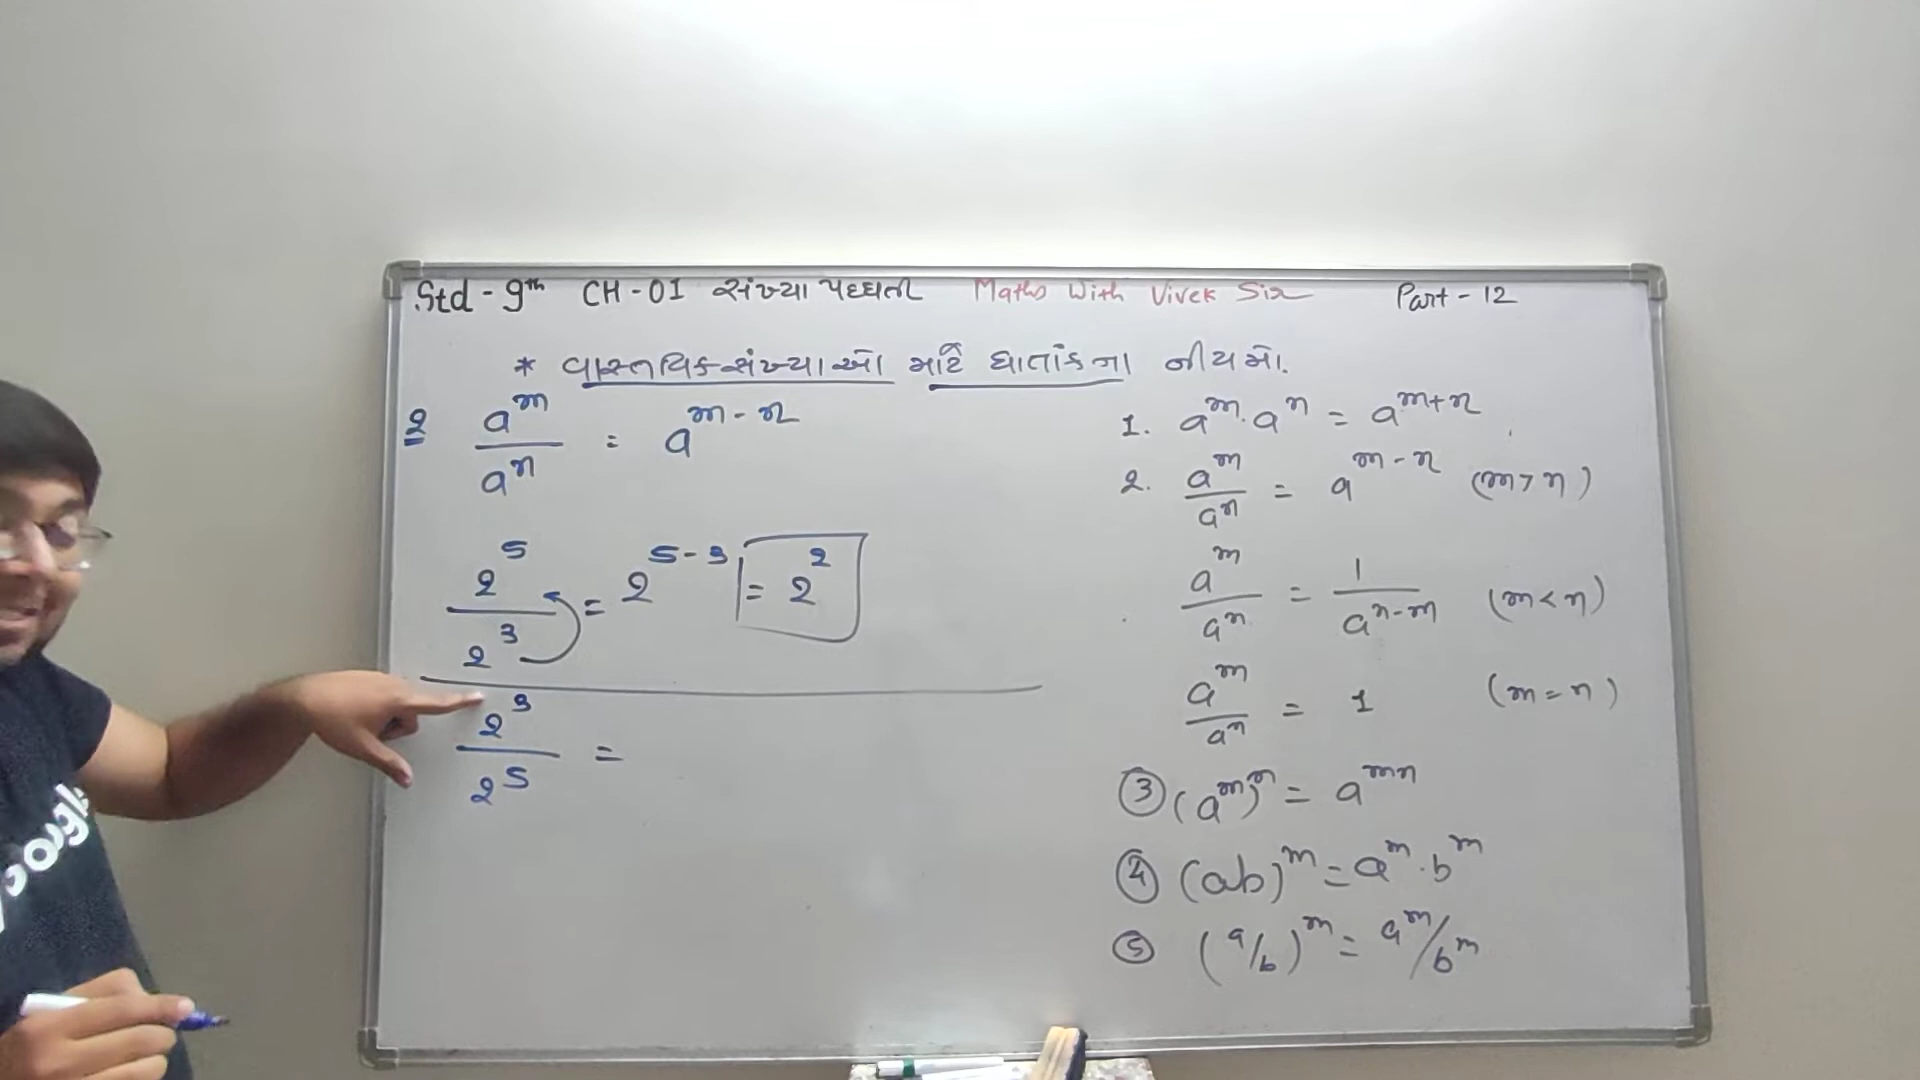 Std - 9th CH - 01 સંખ્યા પધ્ધતી Maths With Vivek Sir Part - 12
* વાસ્તવિક સંખ્યાઓ માટે ઘાતાંકના નીયમો.
2 a^m / a^n = a^(m-n)
2^5 / 2^3 = 2^(5-3) = 2^2
2^3 / 2^5 =
1. a^m · a^n = a^(m+n)
2. a^m / a^n = a^(m-n) (m > n)
a^m / a^n = 1 / a^(n-m) (m < n)
a^m / a^n = 1 (m = n)
③ (a^m)^n = a^(mn)
④ (ab)^m = a^m · b^m
⑤ (a/b)^m = a^m / b^m